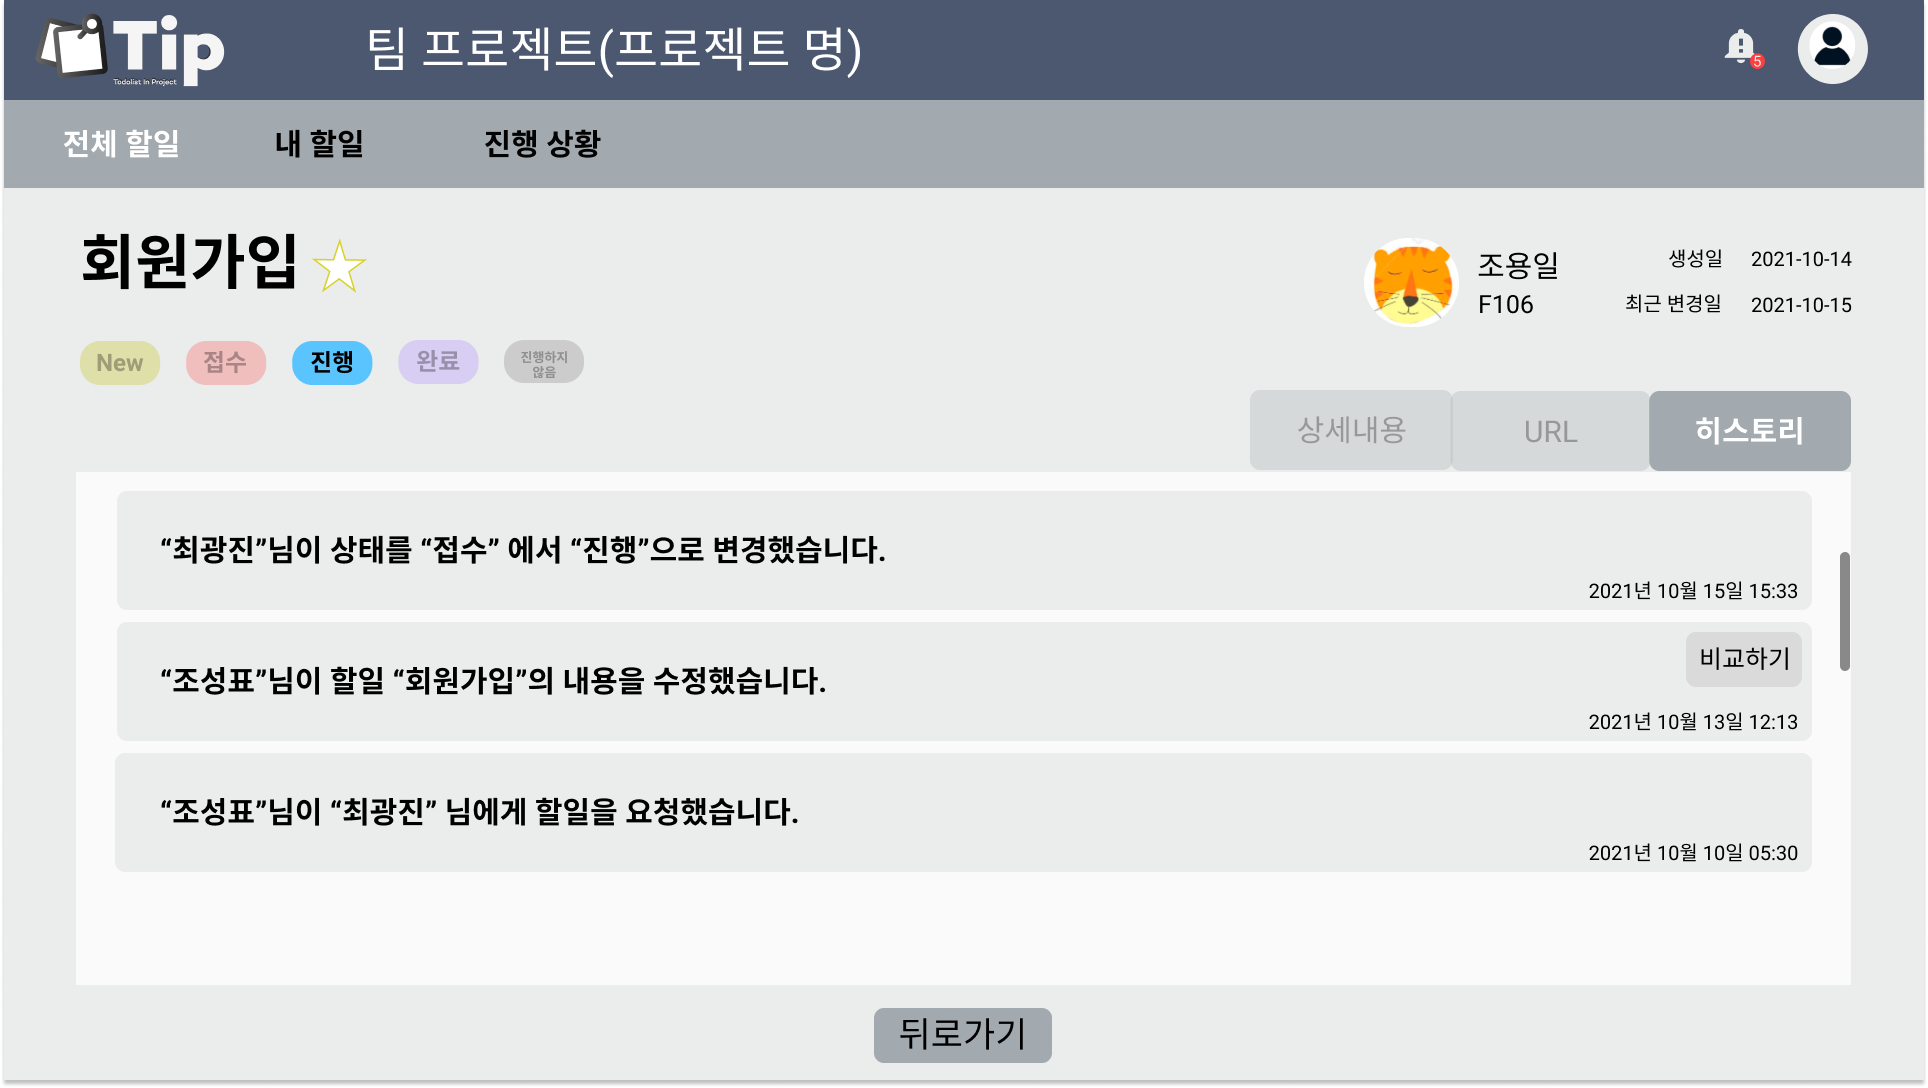 Tip
Todolist In Project
팀 프로젝트(프로젝트 명)
5
전체 할일 내 할일 진행 상황
회원가입
조용일
F106
생성일 2021-10-14
최근 변경일 2021-10-15
New 접수 진행 완료 진행하지
않음
상세내용 URL 히스토리
“최광진”님이 상태를 “접수” 에서 “진행”으로 변경했습니다.
2021년 10월 15일 15:33
“조성표”님이 할일 “회원가입”의 내용을 수정했습니다.
비교하기
2021년 10월 13일 12:13
“조성표”님이 “최광진” 님에게 할일을 요청했습니다.
2021년 10월 10일 05:30
뒤로가기